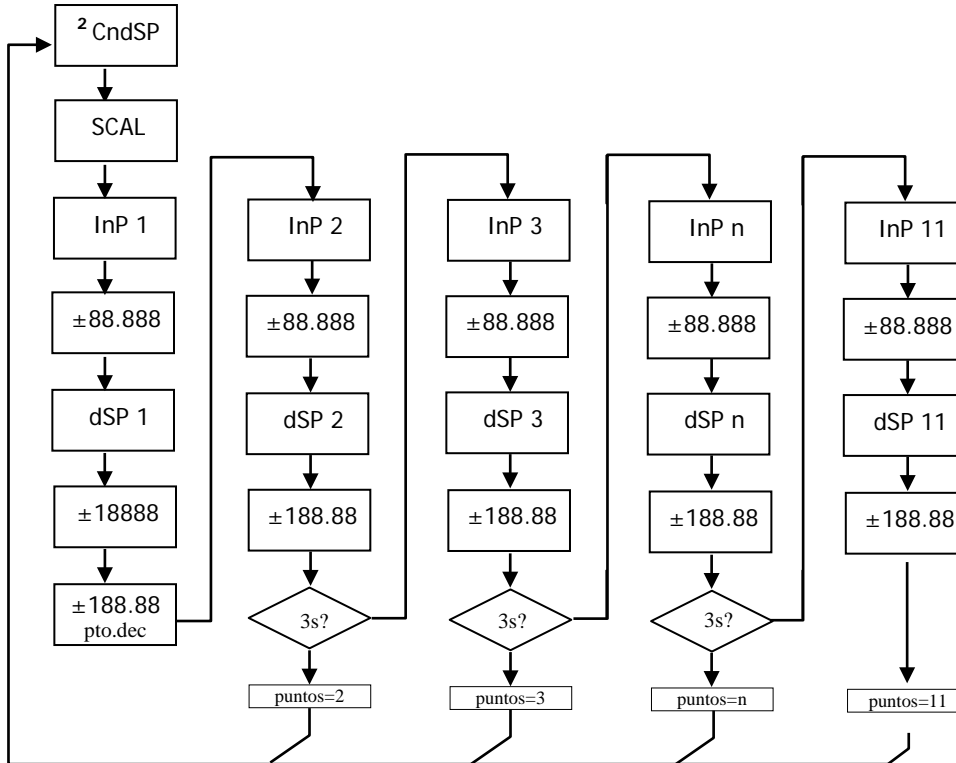 ² CndSP
SCAL
InP 1
±88.888
dSP 1
±18888
±188.88
pto.dec
InP 2
±88.888
dSP 2
±188.88
3s?
puntos=2
InP 3
±88.888
dSP 3
±188.88
3s?
puntos=3
InP n
±88.888
dSP n
±188.88
3s?
puntos=n
InP 11
±88.888
dSP 11
±188.88
puntos=11